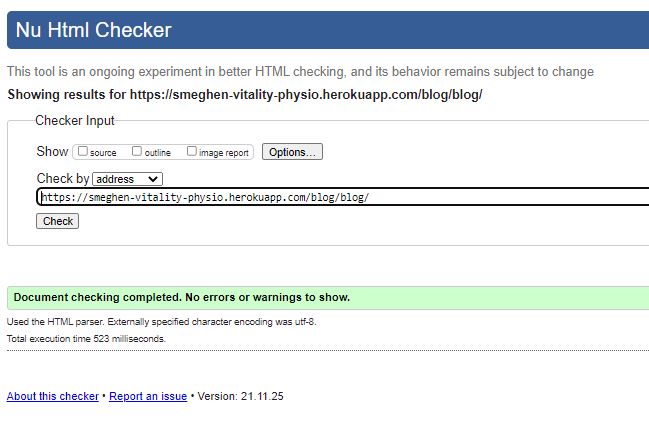 Nu Html Checker
This tool is an ongoing experiment in better HTML checking, and its behavior remains subject to change
Showing results for https://smeghen-vitality-physio.herokuapp.com/blog/blog/
Checker Input
Show source outline image report Options...
Check by address
https://smeghen-vitality-physio.herokuapp.com/blog/blog/
Check
Document checking completed. No errors or warnings to show.
Used the HTML parser. Externally specified character encoding was utf-8.
Total execution time 523 milliseconds.
About this checker • Report an issue • Version: 21.11.25